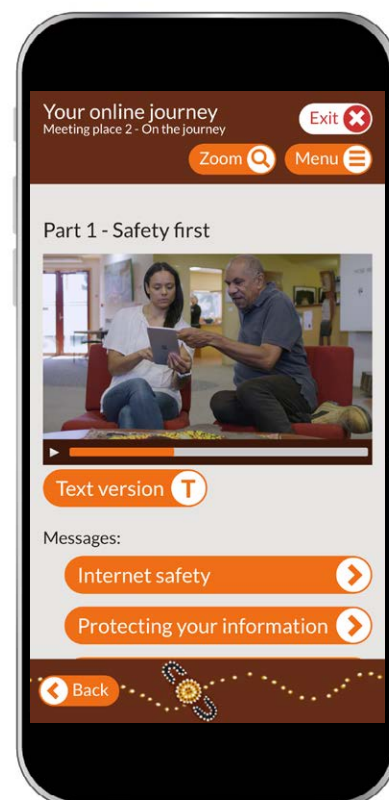 Your online journey
Meeting place 2 - On the journey
Exit
Zoom
Menu
Part 1 - Safety first
Text version T
Messages:
Internet safety
Protecting your information
Back